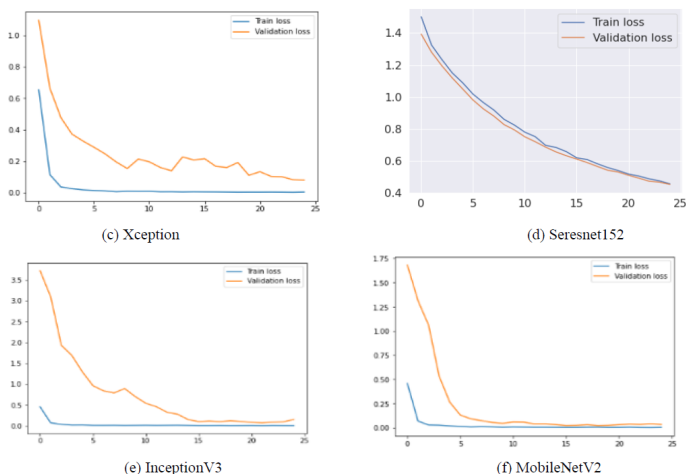 Train loss
Validation loss
1.0
0.8
0.6
0.4
0.2
0.0
0 5 10 15 20 25
(c) Xception
Train loss
Validation loss
1.4
1.2
1.0
0.8
0.6
0.4
0 5 10 15 20 25
(d) Seresnet152
Train loss
Validation loss
3.5
3.0
2.5
2.0
1.5
1.0
0.5
0.0
0 5 10 15 20 25
(e) InceptionV3
Train loss
Validation loss
1.75
1.50
1.25
1.00
0.75
0.50
0.25
0.00
0 5 10 15 20 25
(f) MobileNetV2